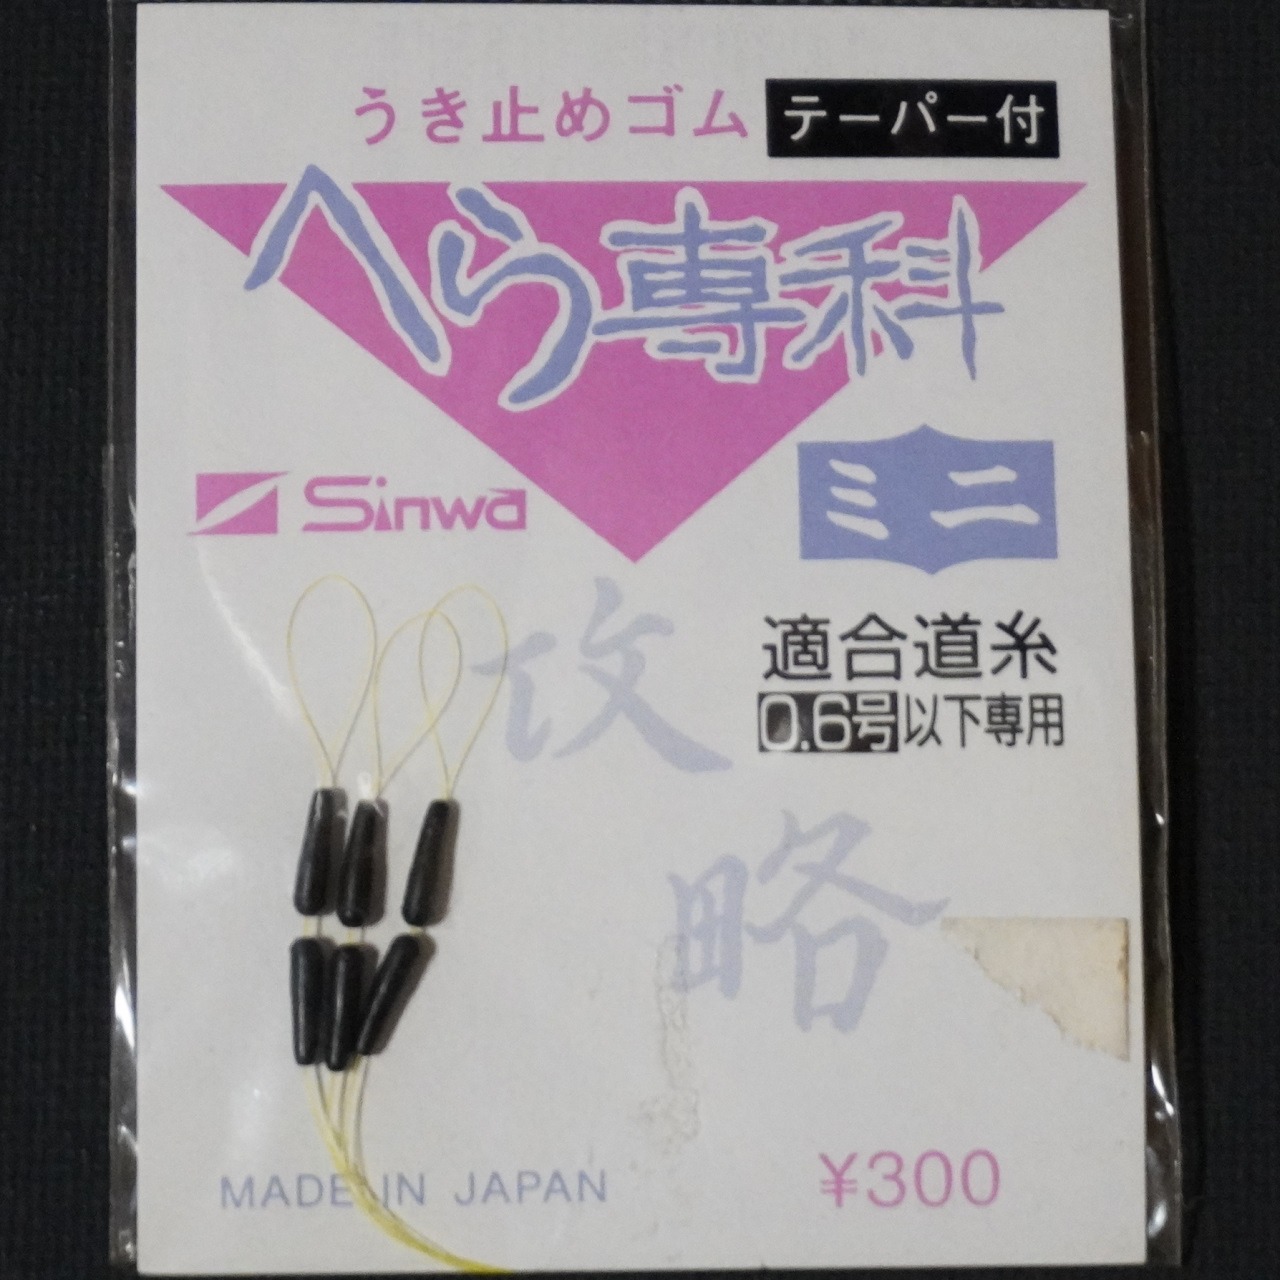 うき止めゴム テーパー付
へら専科
Sinwa
ミニ
攻略
適合道糸
0.6号以下専用
MADE IN JAPAN
¥300